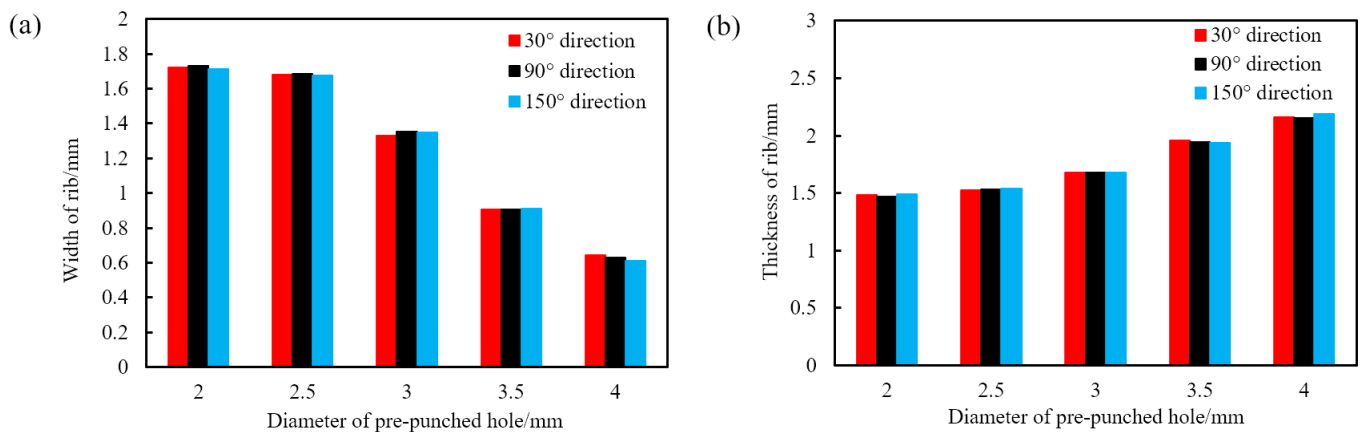 (a)
2
1.8
1.6
1.4
1.2
1
0.8
0.6
0.4
0.2
0
Width of rib/mm
30° direction
90° direction
150° direction
2 2.5 3 3.5 4
Diameter of pre-punched hole/mm
(b)
3
2.5
2
1.5
1
0.5
0
Thickness of rib/mm
30° direction
90° direction
150° direction
2 2.5 3 3.5 4
Diameter of pre-punched hole/mm